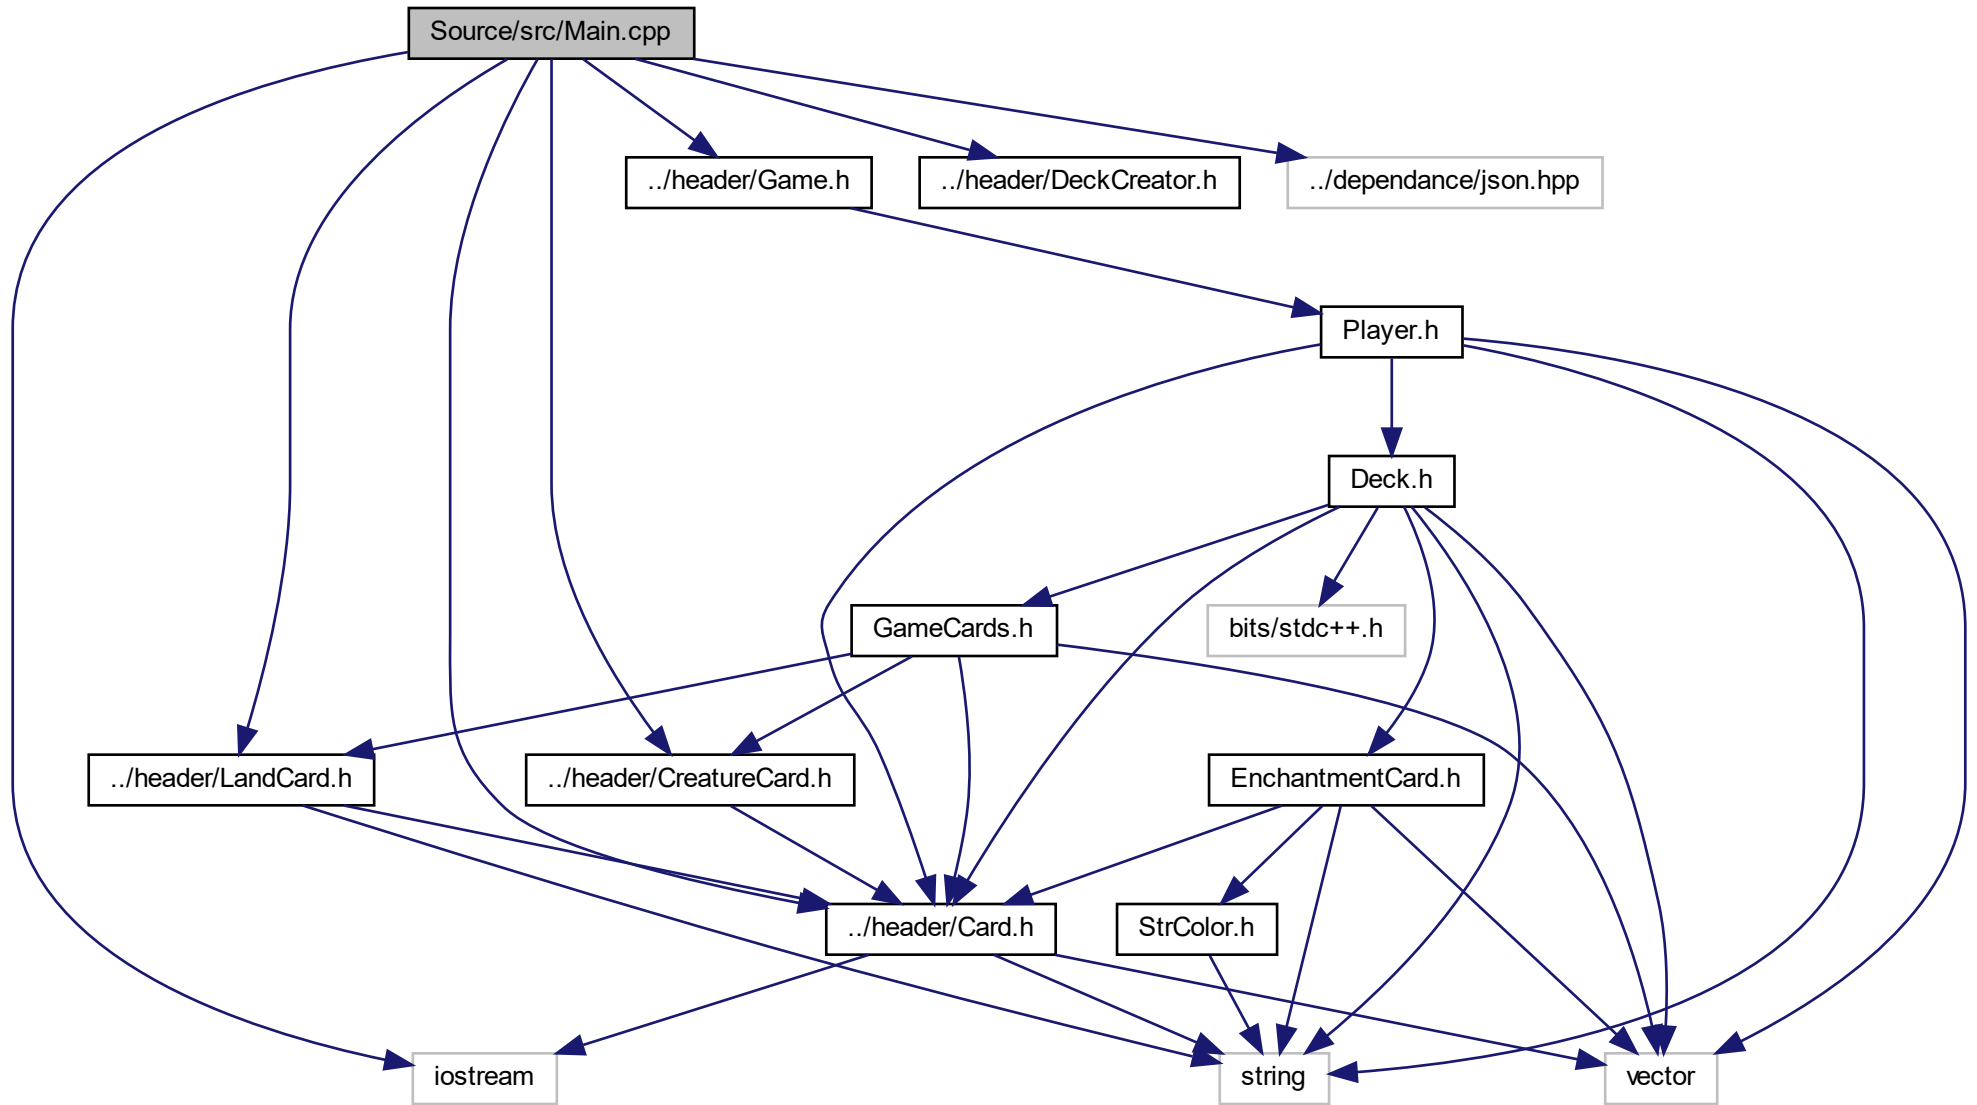 Source/src/Main.cpp
../header/Game.h
../header/DeckCreator.h
../dependance/json.hpp
Player.h
Deck.h
GameCards.h
bits/stdc++.h
../header/LandCard.h
../header/CreatureCard.h
EnchantmentCard.h
../header/Card.h
StrColor.h
iostream
string
vector